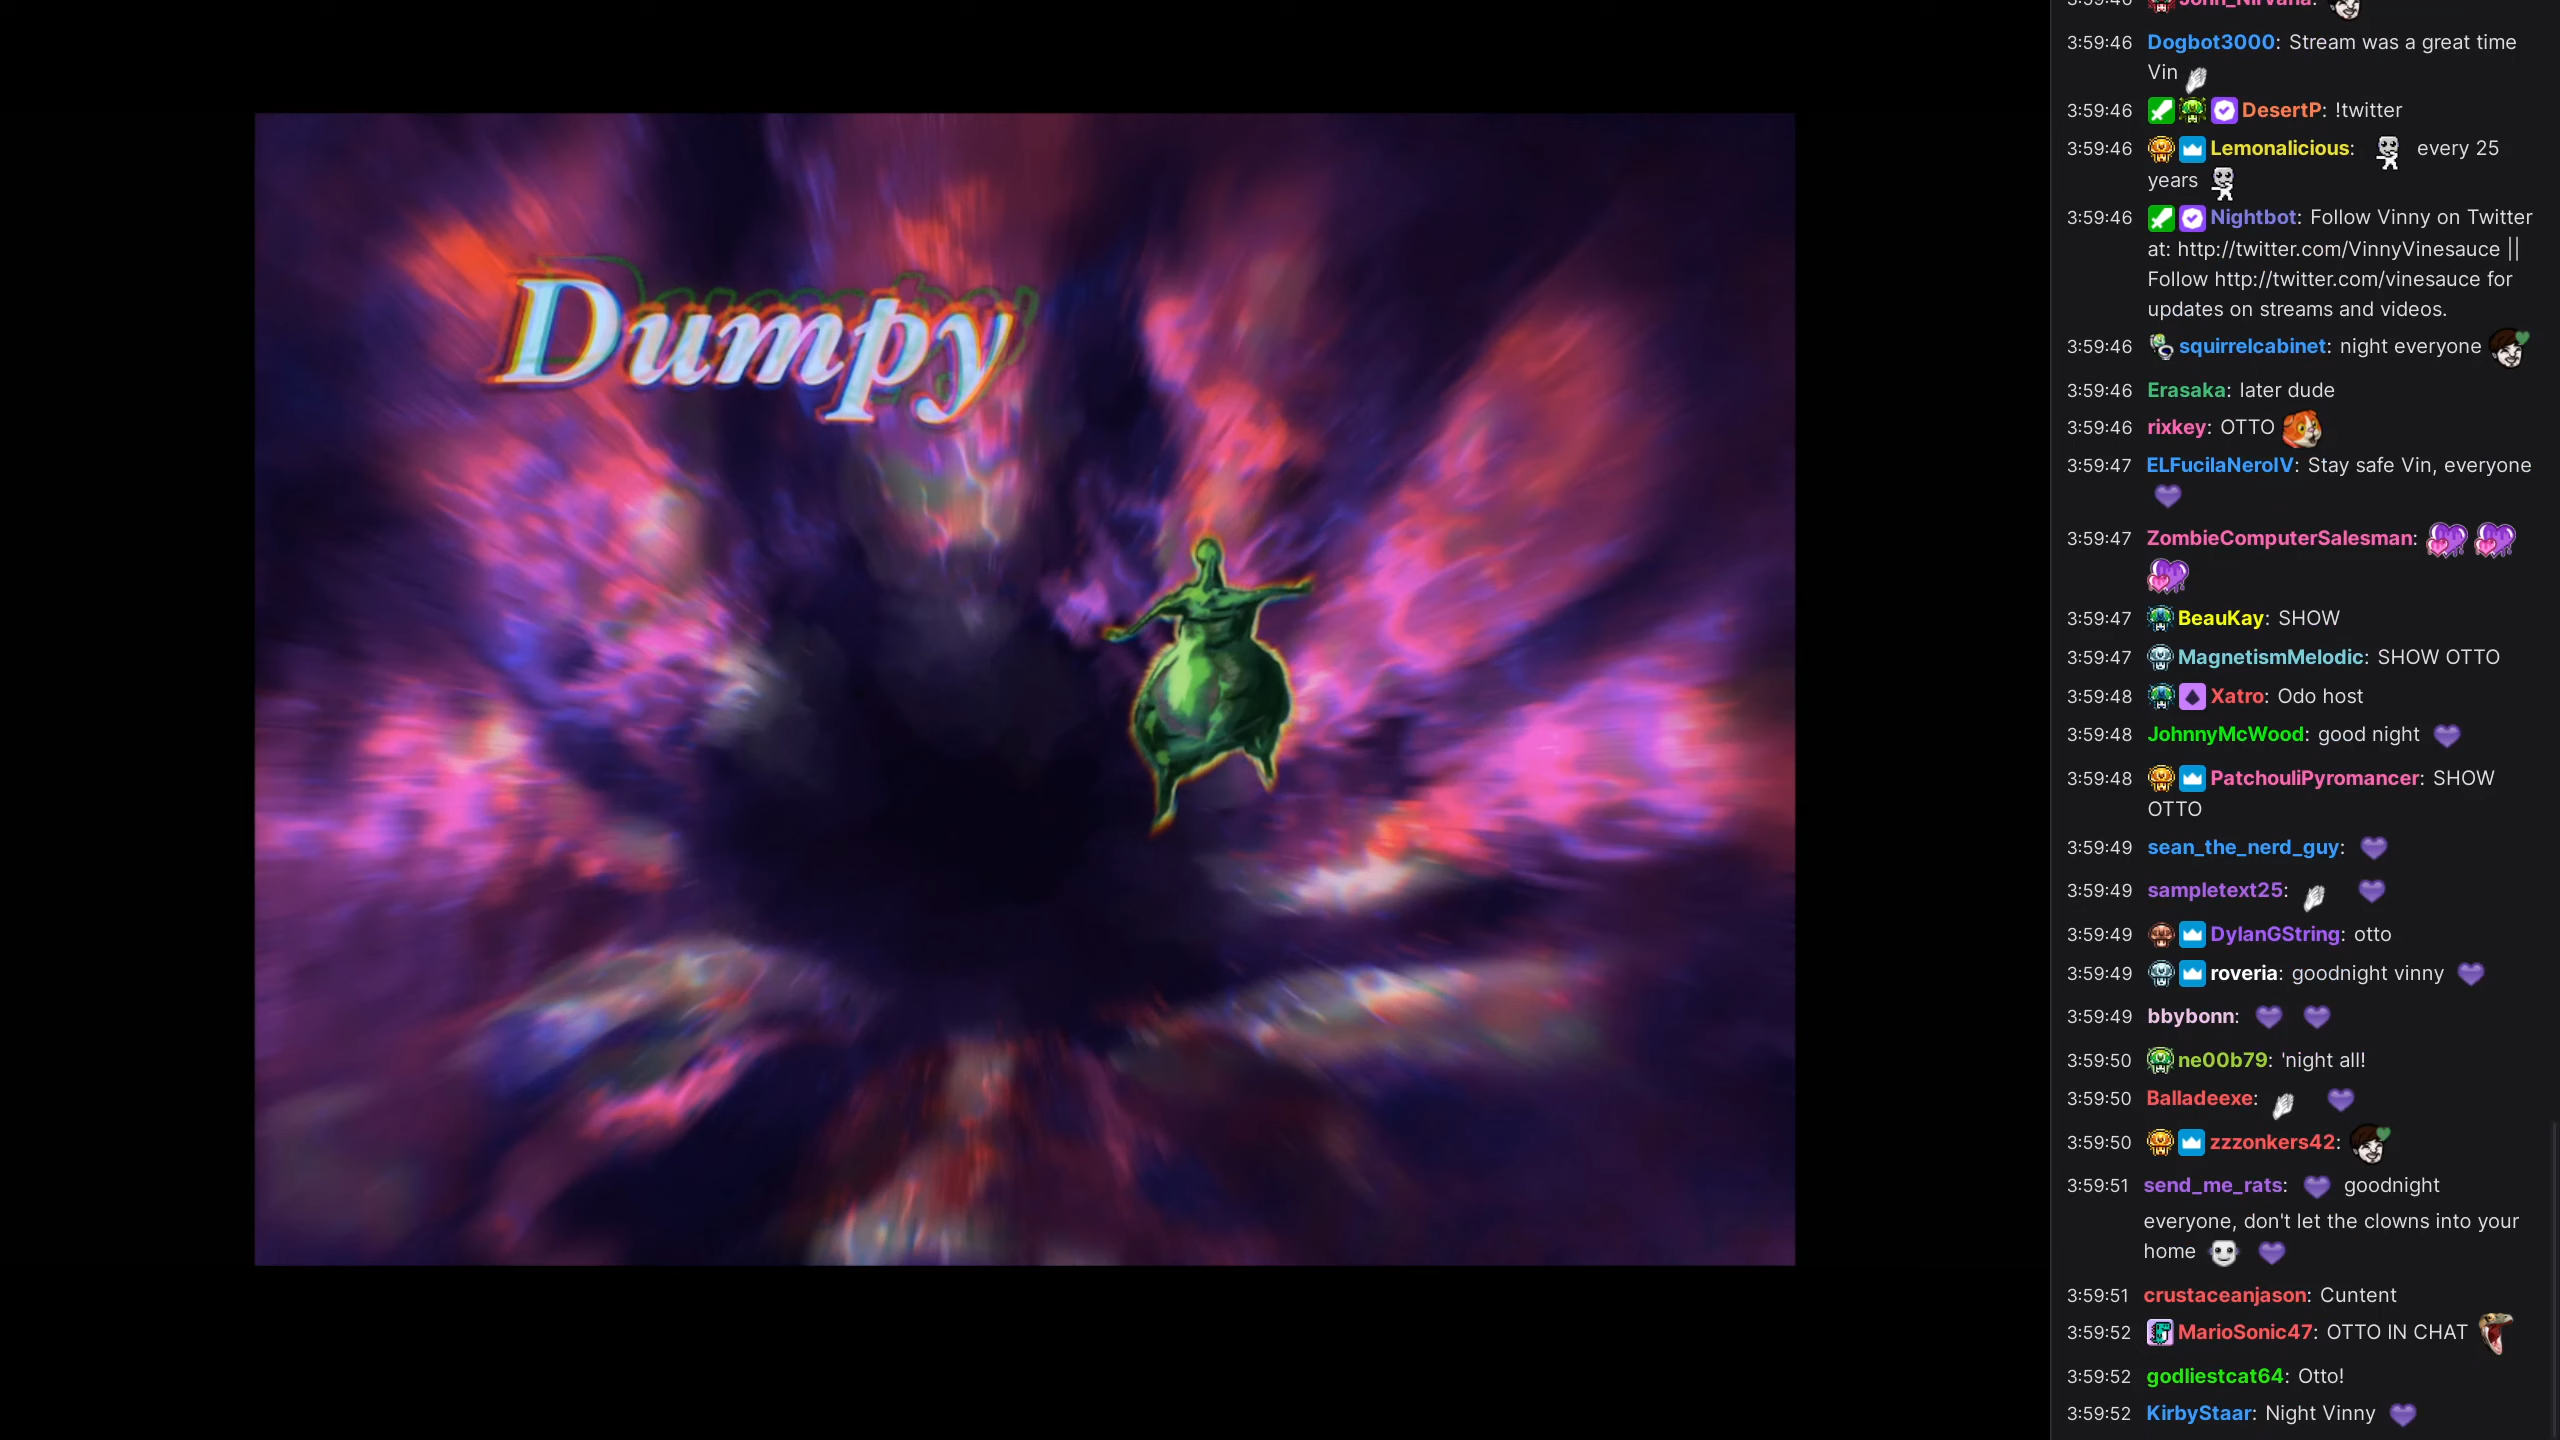 Dumpy
3:59:46 John_Nirvana:
3:59:46 Dogbot3000: Stream was a great time
Vin
3:59:46 DesertP: !twitter
3:59:46 Lemonalicious: every 25
years
3:59:46 Nightbot: Follow Vinny on Twitter
at: http://twitter.com/VinnyVinesauce ||
Follow http://twitter.com/vinesauce for
updates on streams and videos.
3:59:46 squirrelcabinet: night everyone
3:59:46 Erasaka: later dude
3:59:46 rixkey: OTTO
3:59:47 ELFucilaNeroIV: Stay safe Vin, everyone
3:59:47 ZombieComputerSalesman:
3:59:47 BeauKay: SHOW
3:59:47 MagnetismMelodic: SHOW OTTO
3:59:48 Xatro: Odo host
3:59:48 JohnnyMcWood: good night
3:59:48 PatchouliPyromancer: SHOW
OTTO
3:59:49 sean_the_nerd_guy:
3:59:49 sampletext25:
3:59:49 DylanGString: otto
3:59:49 roveria: goodnight vinny
3:59:49 bbybonn:
3:59:50 ne00b79: 'night all!
3:59:50 Balladeexe:
3:59:50 zzzonkers42:
3:59:51 send_me_rats: goodnight
everyone, don't let the clowns into your
home
3:59:51 crustaceanjason: Cuntent
3:59:52 MarioSonic47: OTTO IN CHAT
3:59:52 godliestcat64: Otto!
3:59:52 KirbyStaar: Night Vinny